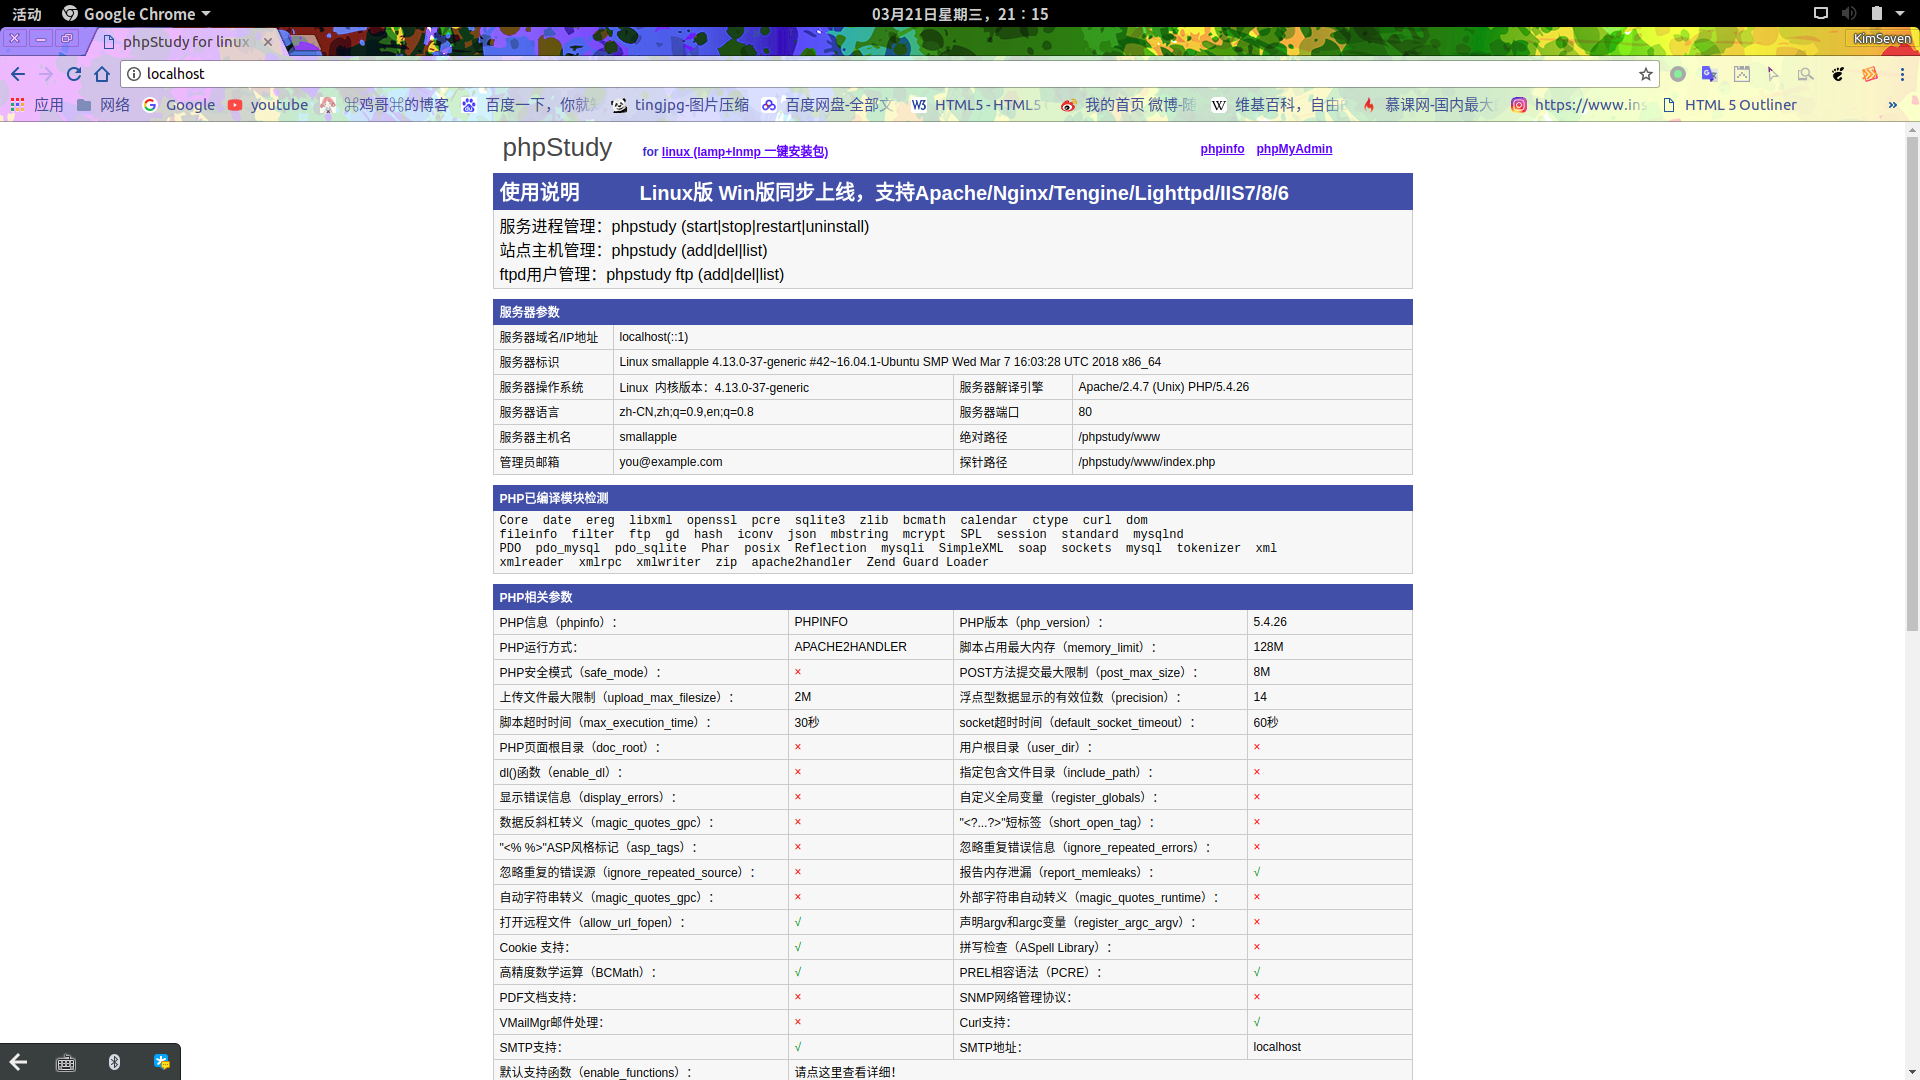 活动 Google Chrome 03月21日星期三，21：15
phpStudy for linux KimSeven
localhost
应用 网络 Google youtube ⌘鸡哥⌘的博客 百度一下，你就 tingjpg-图片压缩 百度网盘-全部文 HTML5 - HTML5 我的首页 微博-随 维基百科，自由 慕课网-国内最大 https://www.ins HTML 5 Outliner »
phpStudy for linux (lamp+lnmp 一键安装包) phpinfo phpMyAdmin
使用说明 Linux版 Win版同步上线，支持Apache/Nginx/Tengine/Lighttpd/IIS7/8/6
服务进程管理：phpstudy (start|stop|restart|uninstall)
站点主机管理：phpstudy (add|del|list)
ftpd用户管理：phpstudy ftp (add|del|list)
服务器参数
服务器域名/IP地址 localhost(::1)
服务器标识 Linux smallapple 4.13.0-37-generic #42~16.04.1-Ubuntu SMP Wed Mar 7 16:03:28 UTC 2018 x86_64
服务器操作系统 Linux 内核版本：4.13.0-37-generic 服务器解译引擎 Apache/2.4.7 (Unix) PHP/5.4.26
服务器语言 zh-CN,zh;q=0.9,en;q=0.8 服务器端口 80
服务器主机名 smallapple 绝对路径 /phpstudy/www
管理员邮箱 you@example.com 探针路径 /phpstudy/www/index.php
PHP已编译模块检测
Core date ereg libxml openssl pcre sqlite3 zlib bcmath calendar ctype curl dom
fileinfo filter ftp gd hash iconv json mbstring mcrypt SPL session standard mysqlnd
PDO pdo_mysql pdo_sqlite Phar posix Reflection mysqli SimpleXML soap sockets mysql tokenizer xml
xmlreader xmlrpc xmlwriter zip apache2handler Zend Guard Loader
PHP相关参数
PHP信息（phpinfo）： PHPINFO PHP版本（php_version）： 5.4.26
PHP运行方式： APACHE2HANDLER 脚本占用最大内存（memory_limit）： 128M
PHP安全模式（safe_mode）： × POST方法提交最大限制（post_max_size）： 8M
上传文件最大限制（upload_max_filesize）： 2M 浮点型数据显示的有效位数（precision）： 14
脚本超时时间（max_execution_time）： 30秒 socket超时时间（default_socket_timeout）： 60秒
PHP页面根目录（doc_root）： × 用户根目录（user_dir）： ×
dl()函数（enable_dl）： × 指定包含文件目录（include_path）： ×
显示错误信息（display_errors）： × 自定义全局变量（register_globals）： ×
数据反斜杠转义（magic_quotes_gpc）： × "<?...?>"短标签（short_open_tag）： ×
"<% %>"ASP风格标记（asp_tags）： × 忽略重复错误信息（ignore_repeated_errors）： ×
忽略重复的错误源（ignore_repeated_source）： × 报告内存泄漏（report_memleaks）： √
自动字符串转义（magic_quotes_gpc）： × 外部字符串自动转义（magic_quotes_runtime）： ×
打开远程文件（allow_url_fopen）： √ 声明argv和argc变量（register_argc_argv）： ×
Cookie 支持： √ 拼写检查（ASpell Library）： ×
高精度数学运算（BCMath）： √ PREL相容语法（PCRE）： √
PDF文档支持： × SNMP网络管理协议： ×
VMailMgr邮件处理： × Curl支持： √
SMTP支持： √ SMTP地址： localhost
默认支持函数（enable_functions）： 请点这里查看详细！